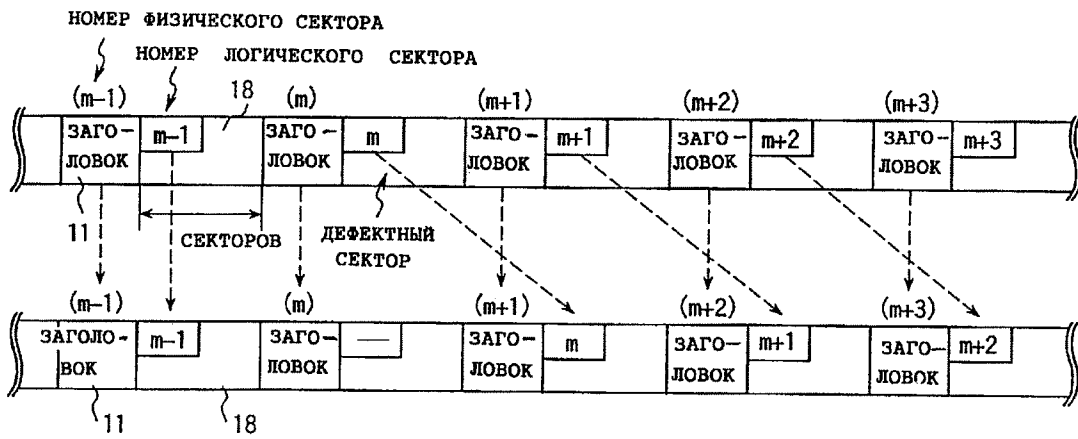 НОМЕР ФИЗИЧЕСКОГО СЕКТОРА
НОМЕР ЛОГИЧЕСКОГО СЕКТОРА
(m−1) 18 (m) (m+1) (m+2) (m+3)
ЗАГО- m−1 ЗАГО- m ЗАГО- m+1 ЗАГО- m+2 ЗАГО- m+3
ЛОВОК ЛОВОК ЛОВОК ЛОВОК ЛОВОК
11 СЕКТОРОВ ДЕФЕКТНЫЙ
СЕКТОР
(m−1) (m) (m+1) (m+2) (m+3)
ЗАГОЛО- m−1 ЗАГО- — ЗАГО- m ЗАГО- m+1 ЗАГО- m+2
ВОК ЛОВОК ЛОВОК ЛОВОК ЛОВОК
11 18